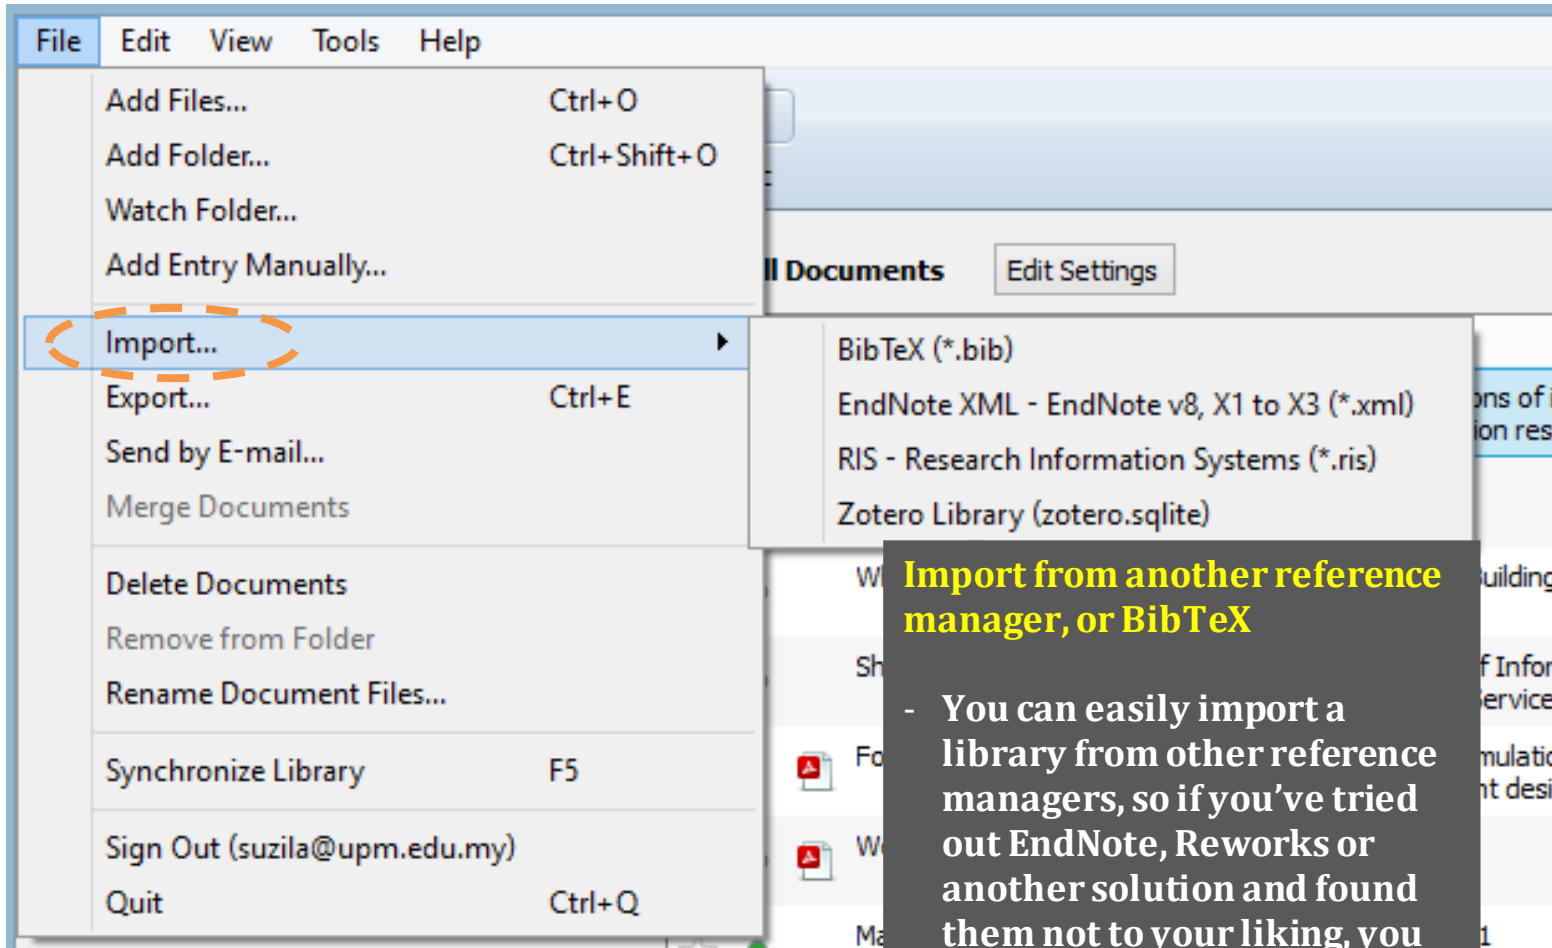 File Edit View Tools Help
Add Files... Ctrl+O
Add Folder... Ctrl+Shift+O
Watch Folder...
Add Entry Manually...
Documents Edit Settings
Import...
Export... Ctrl+E
Send by E-mail...
Merge Documents
Delete Documents
Remove from Folder
Rename Document Files...
Synchronize Library F5
Sign Out (suzila@upm.edu.my)
Quit Ctrl+Q
BibTeX (*.bib)
EndNote XML - EndNote v8, X1 to X3 (*.xml)
RIS - Research Information Systems (*.ris)
Zotero Library (zotero.sqlite)
Import from another reference
manager, or BibTeX
- You can easily import a
library from other reference
managers, so if you've tried
out EndNote, Reworks or
another solution and found
them not to your liking, you